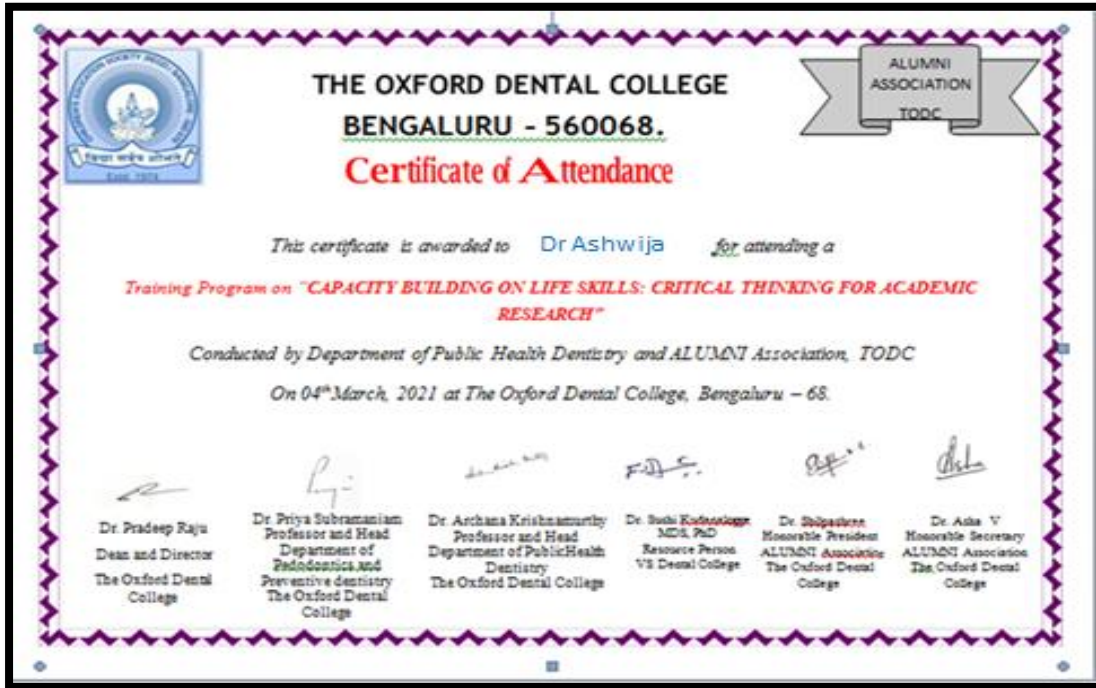 THE OXFORD DENTAL COLLEGE
BENGALURU - 560068.
Certificate of Attendance
ALUMNI
ASSOCIATION
TODC
This certificate is awarded to Dr Ashwija for attending a
Training Program on "CAPACITY BUILDING ON LIFE SKILLS: CRITICAL THINKING FOR ACADEMIC
RESEARCH"
Conducted by Department of Public Health Dentistry and ALUMNI Association, TODC
On 04th March, 2021 at The Oxford Dental College, Bengaluru – 68.
Dr. Pradeep Raju
Dean and Director
The Oxford Dental
College
Dr. Priya Subramaniam
Professor and Head
Department of
Pedodontics and
Preventive dentistry
The Oxford Dental
College
Dr. Archana Krishnamurthy
Professor and Head
Department of PublicHealth
Dentistry
The Oxford Dental College
Dr. Sushi
MDS, PhD
Resource Person
VS Dental College
Dr. Shilpashree
Honorable President
ALUMNI Association
The Oxford Dental
College
Dr. Asha V
Honorable Secretary
ALUMNI Association
The Oxford Dental
College